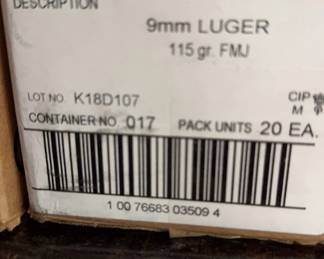 DESCRIPTION
9mm LUGER
115 gr. FMJ
LOT NO. K18D107
CIP
CONTAINER NO. 017 PACK UNITS 20 EA. M
1 00 76683 03509 4